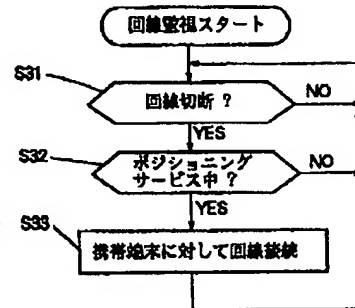 回線監視スタート
S31
回線切断?
NO
YES
S32
ポジショニング
サービス中?
NO
YES
S33
携帯端末に対して回線接続